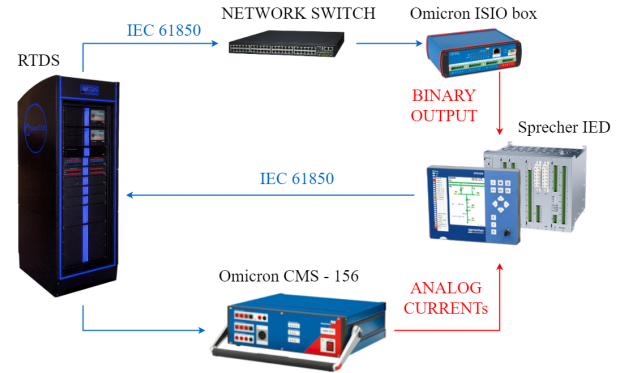 NETWORK SWITCH
Omicron ISIO box
IEC 61850
RTDS
BINARY
OUTPUT
Sprecher IED
IEC 61850
Omicron CMS - 156
ANALOG
CURRENTs